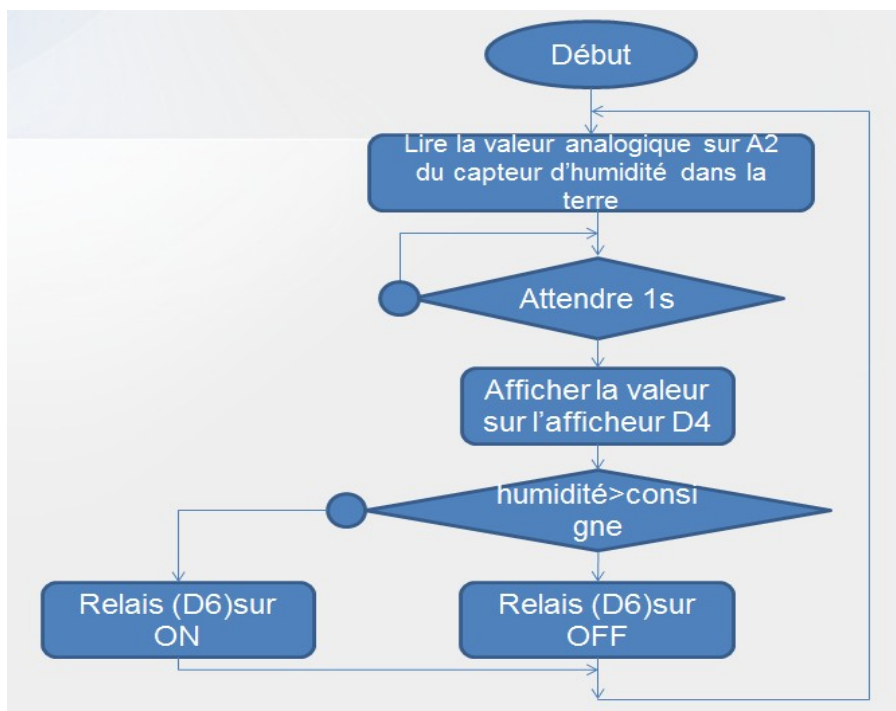 Début
Lire la valeur analogique sur A2
du capteur d’humidité dans la
terre
Attendre 1s
Afficher la valeur
sur l’afficheur D4
humidité>consi
gne
Relais (D6)sur
ON
Relais (D6)sur
OFF